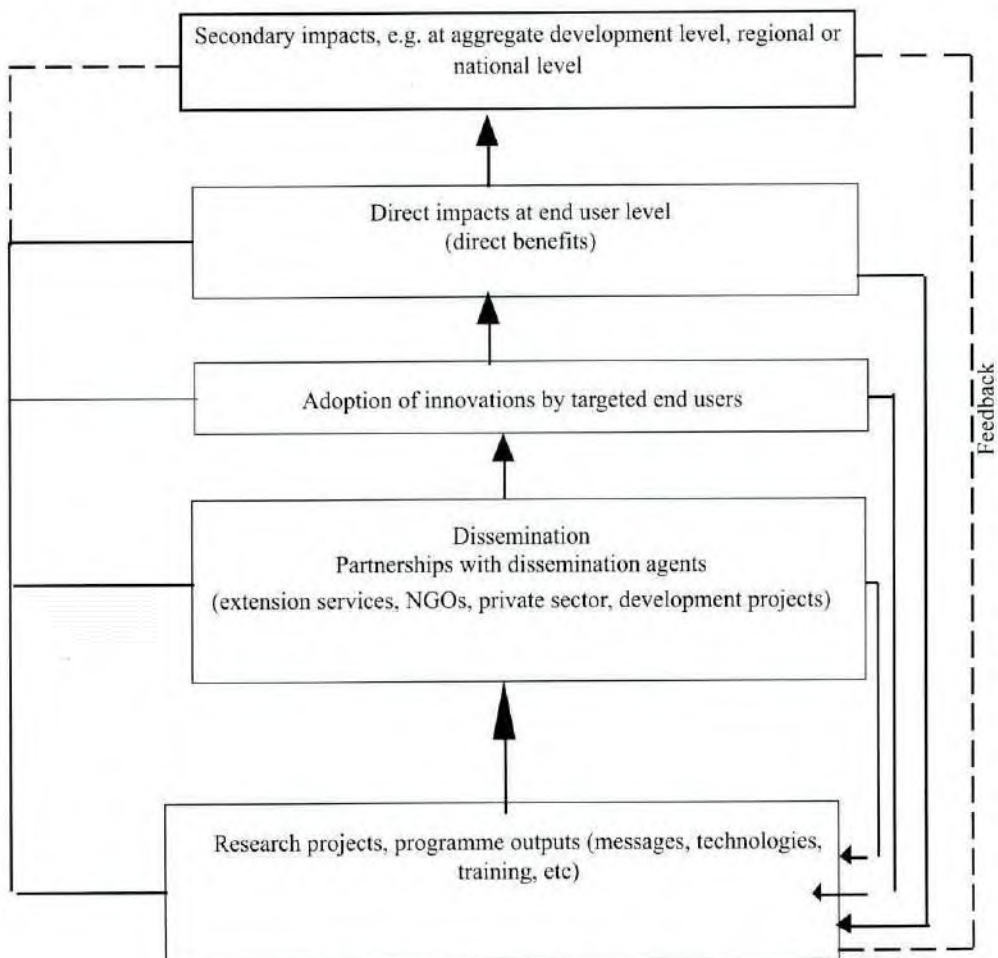 Secondary impacts, e.g. at aggregate development level, regional or
national level
Direct impacts at end user level
(direct benefits)
Adoption of innovations by targeted end users
Feedback
Dissemination
Partnerships with dissemination agents
(extension services, NGOs, private sector, development projects)
Research projects, programme outputs (messages, technologies,
training, etc)